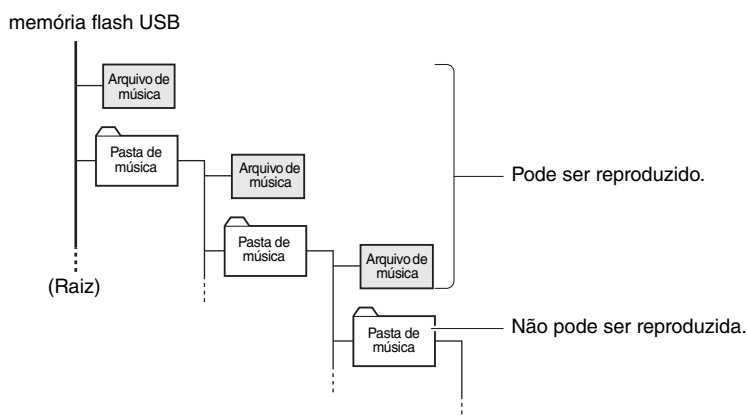 memória flash USB
Arquivo de
música
Pasta de
música
Arquivo de
música
Pode ser reproduzido.
Pasta de
música
Arquivo de
música
(Raiz)
Pasta de
música
Não pode ser reproduzida.